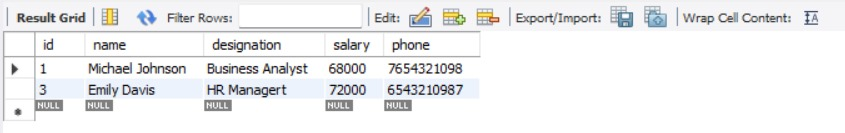 Result Grid Filter Rows: Edit: Export/Import: Wrap Cell Content: IA
id name designation salary phone
1 Michael Johnson Business Analyst 68000 7654321098
3 Emily Davis HR Managert 72000 6543210987
NULL NULL NULL NULL NULL